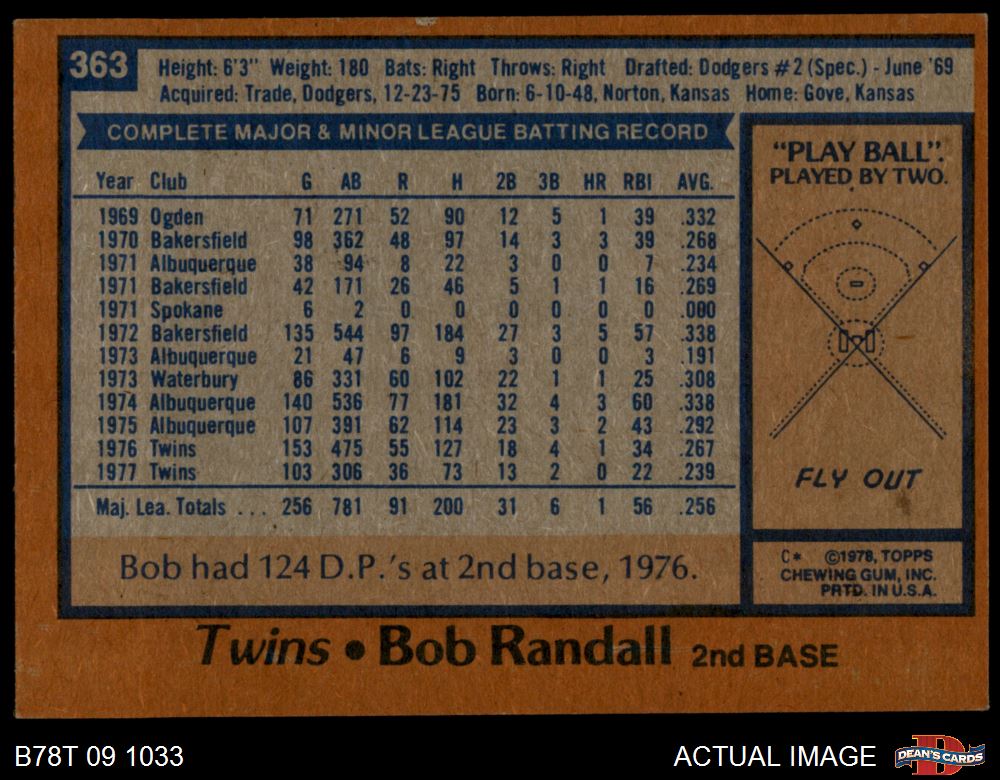 363
Height: 6'3" Weight: 180 Bats: Right Throws: Right Drafted: Dodgers #2 (Spec.) - June '69
Acquired: Trade, Dodgers, 12-23-75 Born: 6-10-48, Norton, Kansas Home: Gove, Kansas
COMPLETE MAJOR & MINOR LEAGUE BATTING RECORD
Year Club G AB R H 2B 3B HR RBI AVG.
1969 Ogden 71 271 52 90 12 5 1 39 .332
1970 Bakersfield 98 362 48 97 14 3 3 39 .268
1971 Albuquerque 38 94 8 22 3 0 0 7 .234
1971 Bakersfield 42 171 26 46 5 1 1 16 .269
1971 Spokane 6 2 0 0 0 0 0 0 .000
1972 Bakersfield 135 544 97 184 27 3 5 57 .338
1973 Albuquerque 21 47 6 9 3 0 0 3 .191
1973 Waterbury 86 331 60 102 22 1 1 25 .308
1974 Albuquerque 140 536 77 181 32 4 3 60 .338
1975 Albuquerque 107 391 62 114 23 3 2 43 .292
1976 Twins 153 475 55 127 18 4 1 34 .267
1977 Twins 103 306 36 73 13 2 0 22 .239
Maj. Lea. Totals . . . 256 781 91 200 31 6 1 56 .256
Bob had 124 D.P.'s at 2nd base, 1976.
"PLAY BALL".
PLAYED BY TWO.
FLY OUT
C* ©1978, TOPPS
CHEWING GUM, INC.
PRTD. IN U.S.A.
Twins • Bob Randall 2nd BASE
B78T 09 1033
ACTUAL IMAGE
D
DEAN'S CARDS